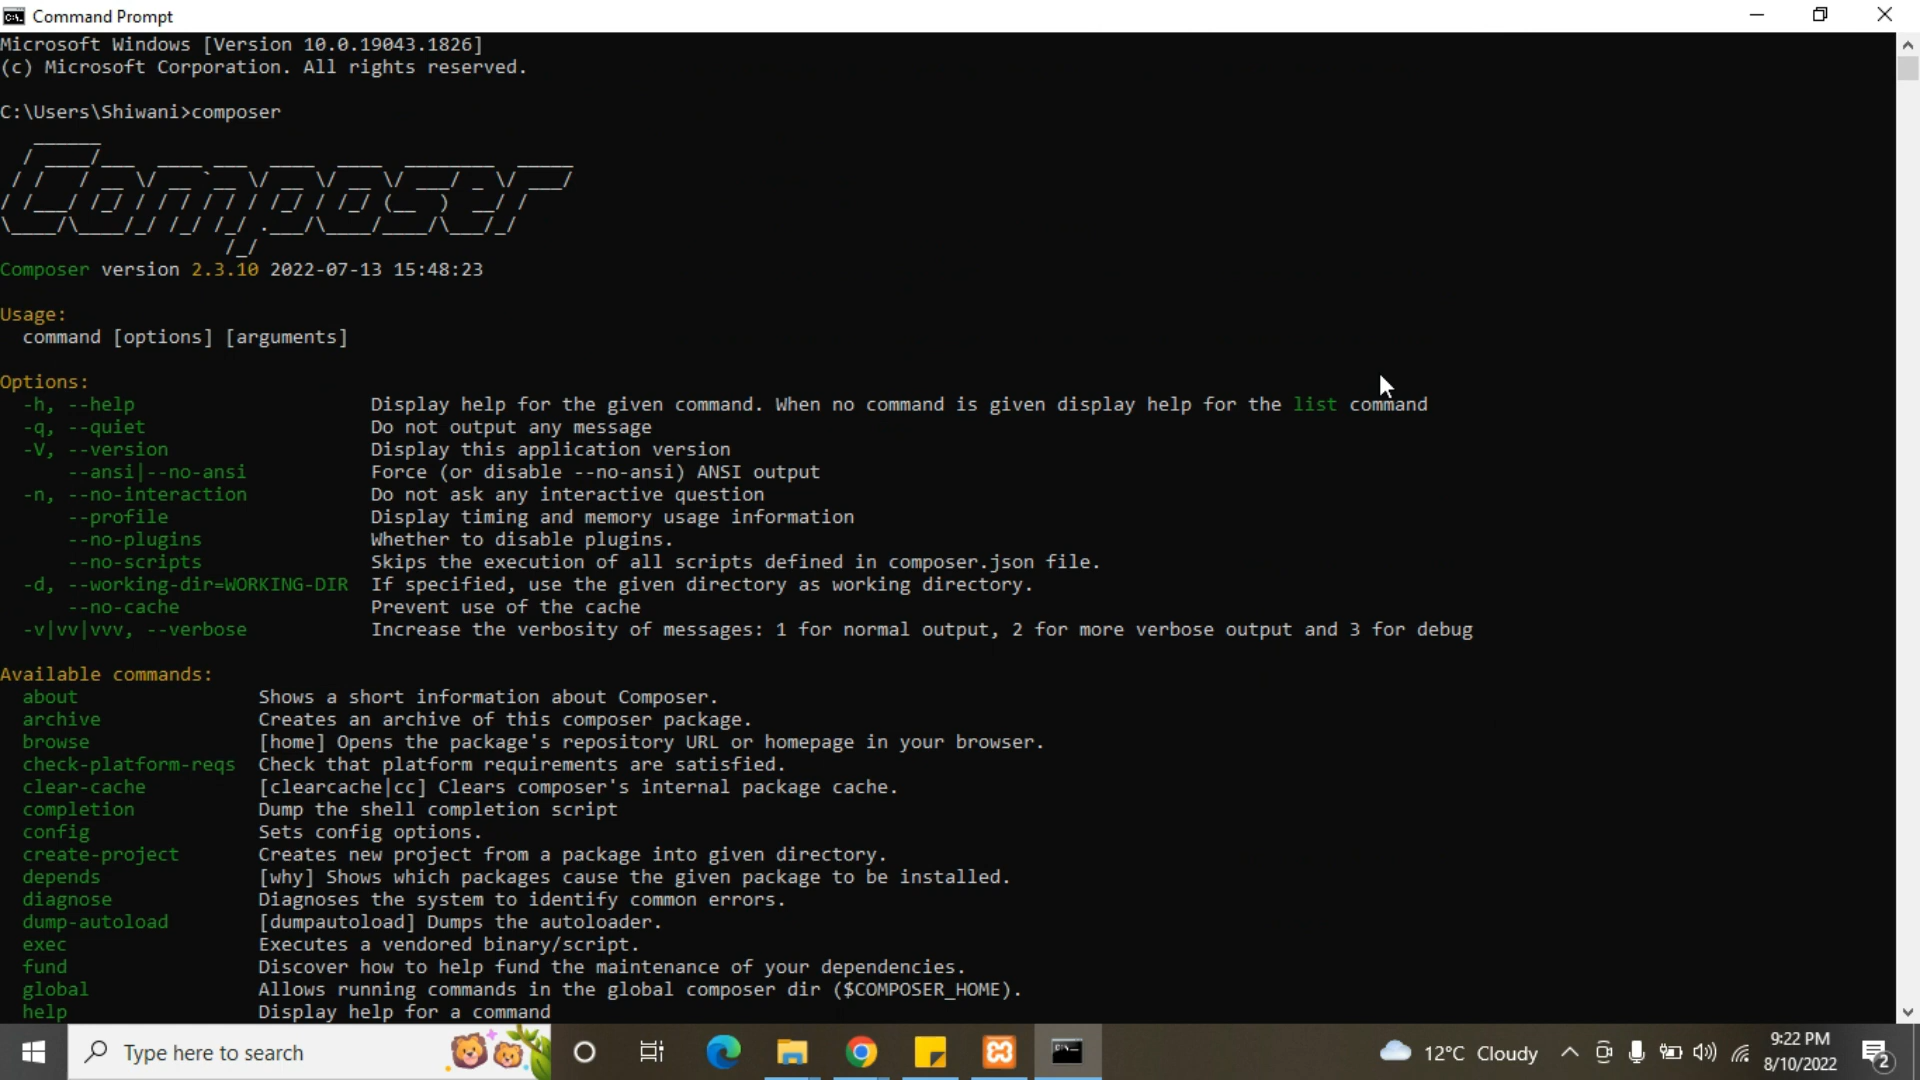 Command Prompt
Microsoft Windows [Version 10.0.19043.1826]
(c) Microsoft Corporation. All rights reserved.
C:\Users\Shiwani>composer
Composer
Composer version 2.3.10 2022-07-13 15:48:23
Usage:
command [options] [arguments]
Options:
-h, --help Display help for the given command. When no command is given display help for the list command
-q, --quiet Do not output any message
-V, --version Display this application version
--ansi|--no-ansi Force (or disable --no-ansi) ANSI output
-n, --no-interaction Do not ask any interactive question
--profile Display timing and memory usage information
--no-plugins Whether to disable plugins.
--no-scripts Skips the execution of all scripts defined in composer.json file.
-d, --working-dir=WORKING-DIR If specified, use the given directory as working directory.
--no-cache Prevent use of the cache
-v|vv|vvv, --verbose Increase the verbosity of messages: 1 for normal output, 2 for more verbose output and 3 for debug
Available commands:
about Shows a short information about Composer.
archive Creates an archive of this composer package.
browse [home] Opens the package's repository URL or homepage in your browser.
check-platform-reqs Check that platform requirements are satisfied.
clear-cache [clearcache|cc] Clears composer's internal package cache.
completion Dump the shell completion script
config Sets config options.
create-project Creates new project from a package into given directory.
depends [why] Shows which packages cause the given package to be installed.
diagnose Diagnoses the system to identify common errors.
dump-autoload [dumpautoload] Dumps the autoloader.
exec Executes a vendored binary/script.
fund Discover how to help fund the maintenance of your dependencies.
global Allows running commands in the global composer dir ($COMPOSER_HOME).
help Display help for a command
Type here to search
12°C Cloudy
9:22 PM
8/10/2022
2